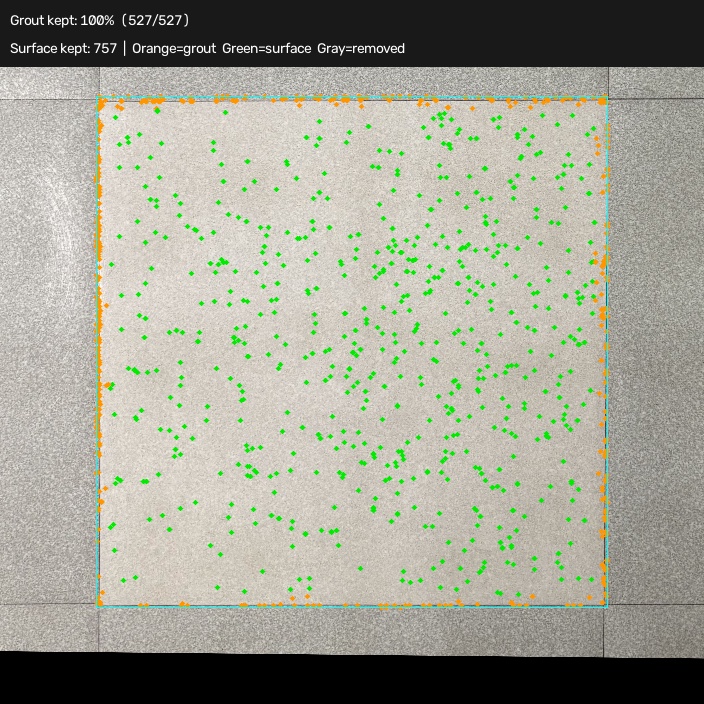 Grout kept: 100% (527/527)
Surface kept: 757 | Orange=grout Green=surface Gray=removed